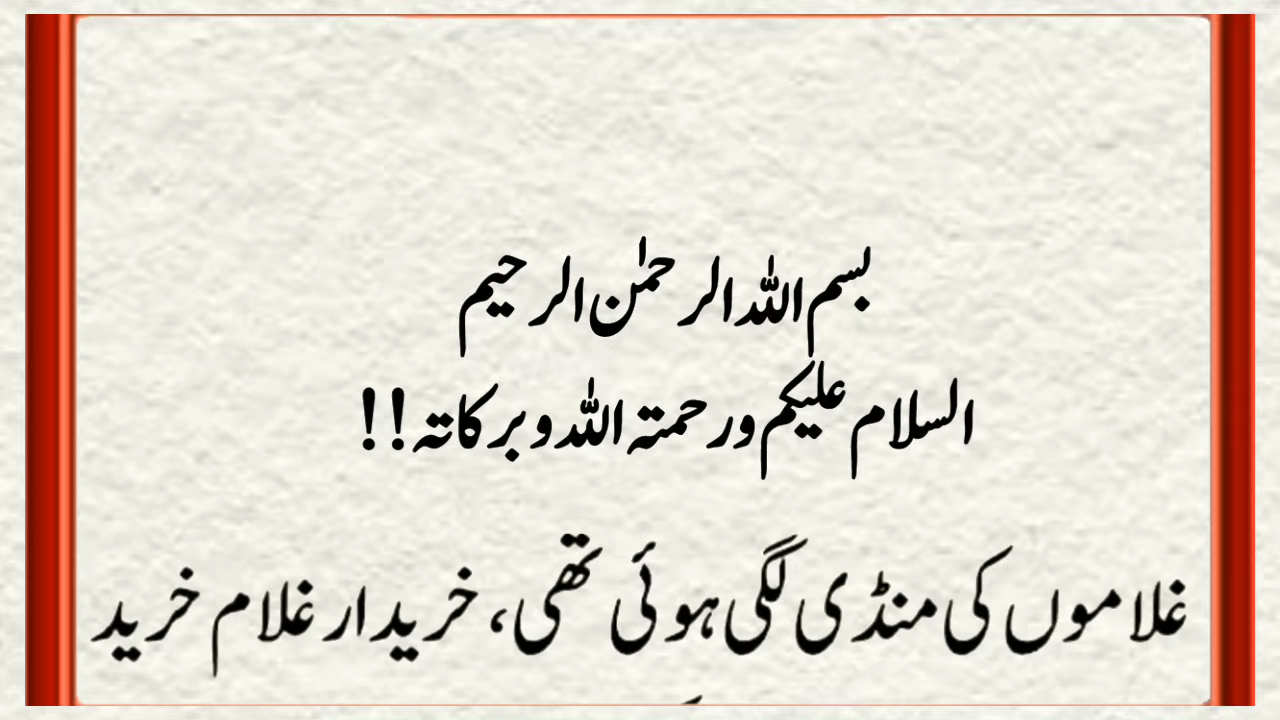 بسم اللہ الرحمٰن الرحیم
السلام علیکم ورحمتہ اللہ وبرکاتہ!!
غلاموں کی منڈی لگی ہوئی تھی، خریدار غلام خرید